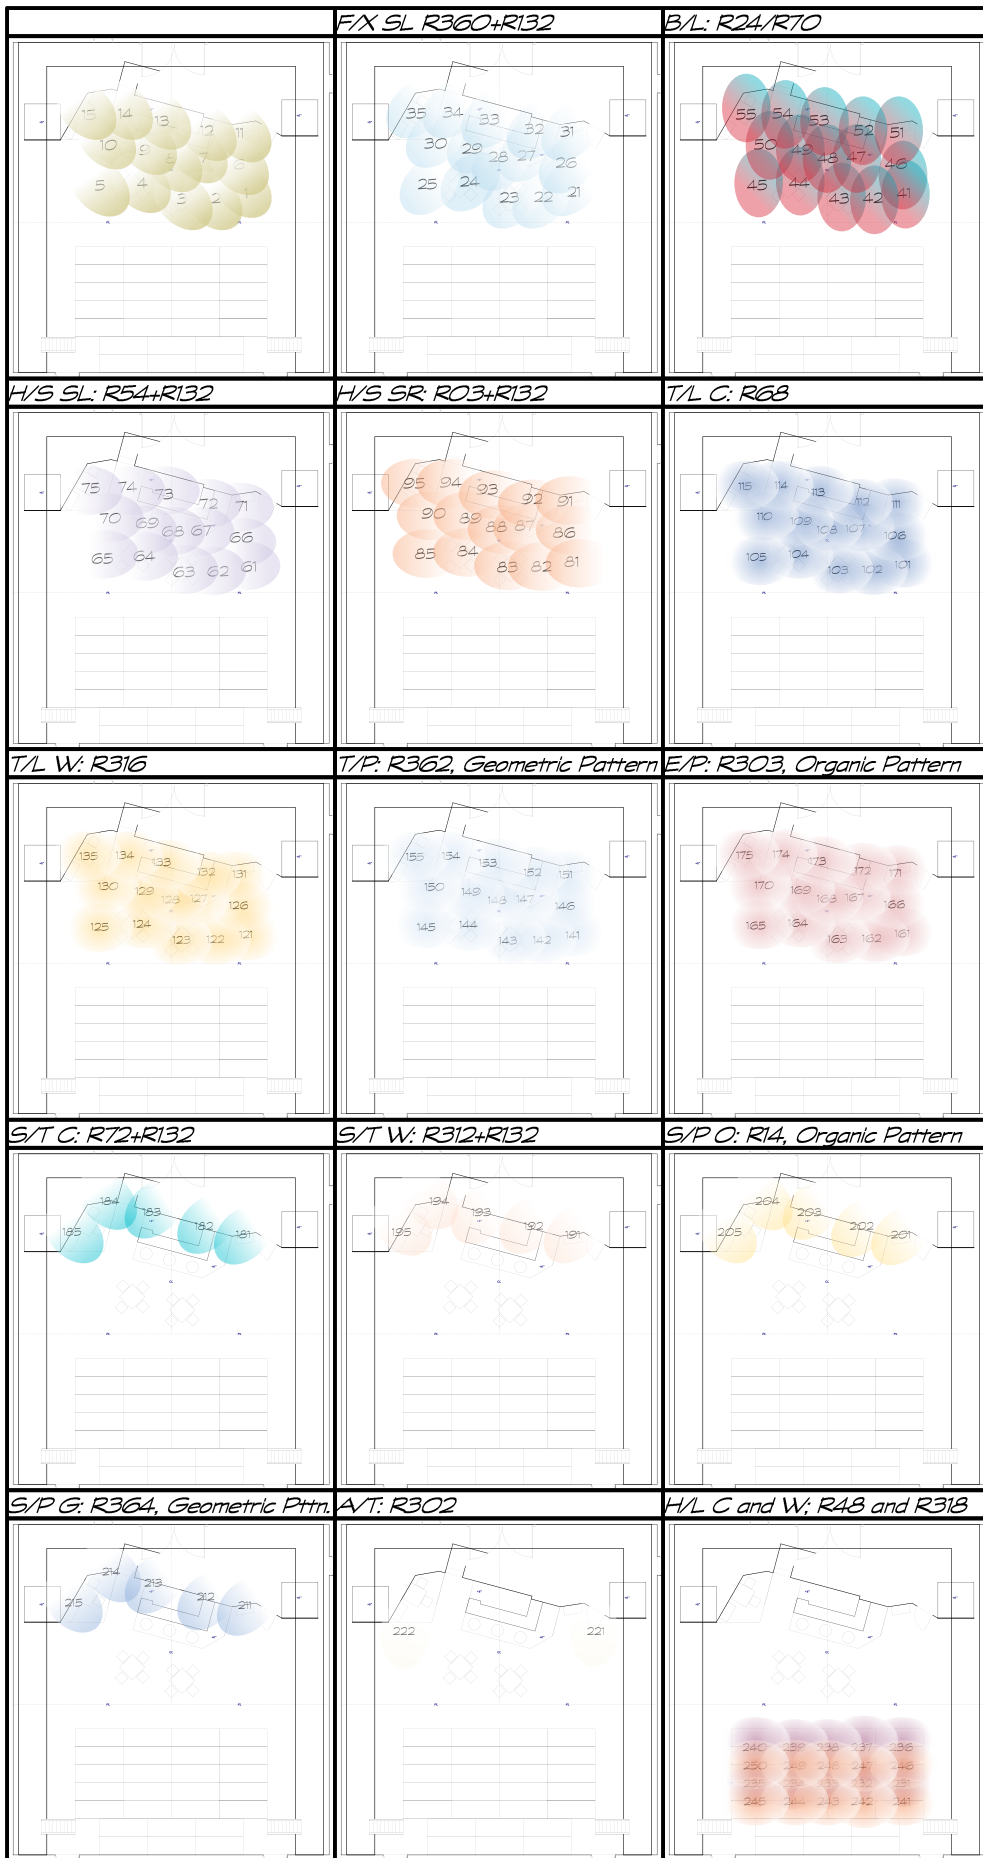 F/X SL R360+R132
B/L: R24/R70
15 14 13 12 11
10 9 8 7 6
5 4 3 2 1
35 34 33 32 31
30 29 28 27 26
25 24 23 22 21
55 54 53 52 51
50 49 48 47 46
45 44 43 42 41
H/S SL: R54+R132
H/S SR: R03+R132
T/L C: R68
75 74 73 72 71
70 69 68 67 66
65 64 63 62 61
95 94 93 92 91
90 89 88 87 86
85 84 83 82 81
115 114 113 112 111
110 109 108 107 106
105 104 103 102 101
T/L W: R316
T/P: R362, Geometric Pattern
E/P: R303, Organic Pattern
135 134 133 132 131
130 129 128 127 126
125 124 123 122 121
155 154 153 152 151
150 149 148 147 146
145 144 143 142 141
175 174 173 172 171
170 169 168 167 166
165 164 163 162 161
S/T C: R72+R132
S/T W: R312+R132
S/P O: R14, Organic Pattern
185 184 183 182 181
195 194 193 192 191
205 204 203 202 201
S/P G: R364, Geometric Pttn.
A/T: R302
H/L C and W; R48 and R318
215 214 213 212 211
222 221
240 239 238 237 236
250 249 248 247 246
235 234 233 232 231
245 244 243 242 241